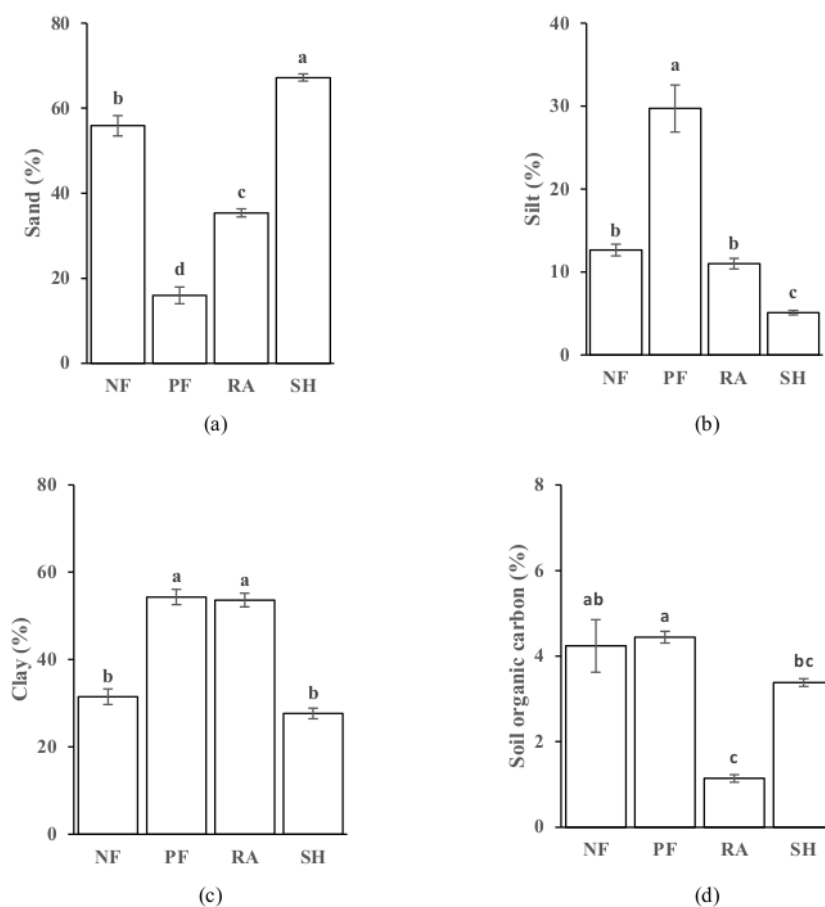 80
60
40
20
0
Sand (%)
b
d
c
a
NF PF RA SH
(a)
40
30
20
10
0
Silt (%)
b
a
b
c
NF PF RA SH
(b)
80
60
40
20
0
Clay (%)
b
a
a
b
NF PF RA SH
(c)
8
6
4
2
0
Soil organic carbon (%)
ab
a
c
bc
NF PF RA SH
(d)